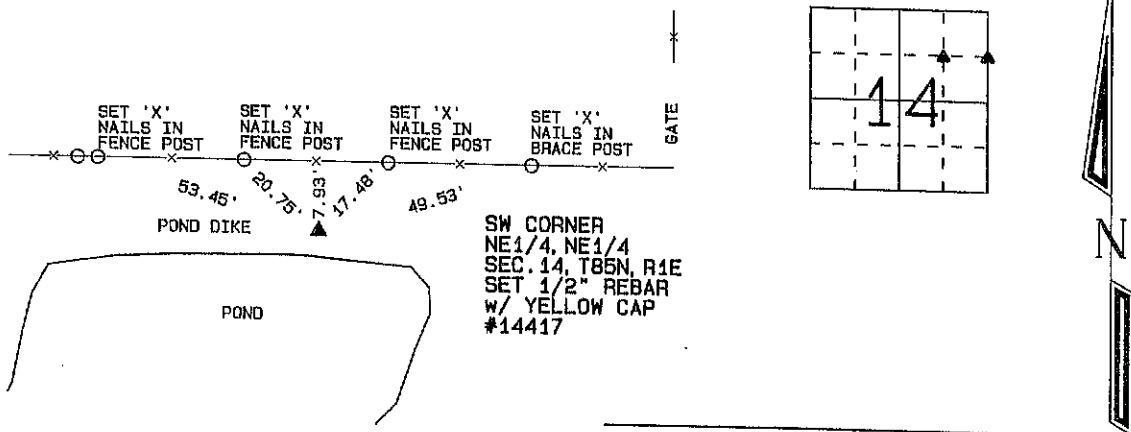 SET 'X'
NAILS IN
FENCE POST
SET 'X'
NAILS IN
FENCE POST
SET 'X'
NAILS IN
FENCE POST
SET 'X'
NAILS IN
BRACE POST
GATE
53.45'
20.75'
7.93'
17.48'
49.53'
POND DIKE
POND
SW CORNER
NE1/4, NE1/4
SEC.14, T85N, R1E
SET 1/2" REBAR
W/ YELLOW CAP
#14417
14
N